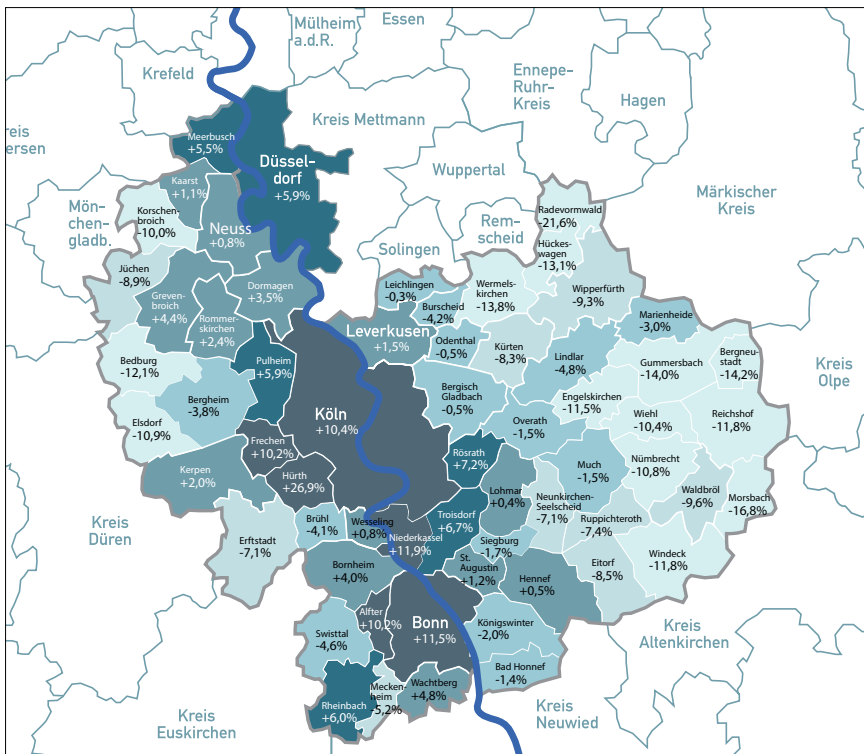 Mülheim
a.d.R.
Essen
Krefeld
Ennepe-
Ruhr-
Kreis
Hagen
Kreis Mettmann
reis
ersen
Meerbusch
+5,5%
Düssel-
dorf
+5,9%
Wuppertal
Märkischer
Kreis
Kaarst
+1,1%
Mön-
chen-
gladb.
Korschen-
broich
-10,0%
Neuss
+0,8%
Rem-
scheid
Solingen
Radevormwald
-21,6%
Hückes-
wagen
-13,1%
Jüchen
-8,9%
Greven-
broich
+4,4%
Dormagen
+3,5%
Rommers-
kirchen
+2,4%
Leichlingen
-0,3%
Burscheid
-4,2%
Wermels-
kirchen
-13,8%
Wipperfürth
-9,3%
Marienheide
-3,0%
Leverkusen
+1,5%
Odenthal
-0,5%
Kürten
-8,3%
Lindlar
-4,8%
Gummersbach
-14,0%
Bergneu-
stadt
-14,2%
Kreis
Olpe
Bedburg
-12,1%
Pulheim
+5,9%
Bergheim
-3,8%
Elsdorf
-10,9%
Köln
+10,4%
Bergisch
Gladbach
-0,5%
Engelskirchen
-11,5%
Wiehl
-10,4%
Reichshof
-11,8%
Overath
-1,5%
Frechen
+10,2%
Hürth
+26,9%
Kerpen
+2,0%
Rösrath
+7,2%
Lohmar
+0,4%
Much
-1,5%
Nümbrecht
-10,8%
Neunkirchen-
Seelscheid
-7,1%
Waldbröl
-9,6%
Morsbach
-16,8%
Kreis
Düren
Erftstadt
-7,1%
Brühl
-4,1%
Wesseling
+0,8%
Niederkassel
+11,9%
Troisdorf
+6,7%
Siegburg
-1,7%
Ruppichteroth
-7,4%
Windeck
-11,8%
Eitorf
-8,5%
Bornheim
+4,0%
St.
Augustin
+1,2%
Hennef
+0,5%
Alfter
+10,2%
Bonn
+11,5%
Swisttal
-4,6%
Königswinter
-2,0%
Bad Honnef
-1,4%
Kreis
Altenkirchen
Rheinbach
+6,0%
Mecken-
heim
-5,2%
Wachtberg
+4,8%
Kreis
Euskirchen
Kreis
Neuwied